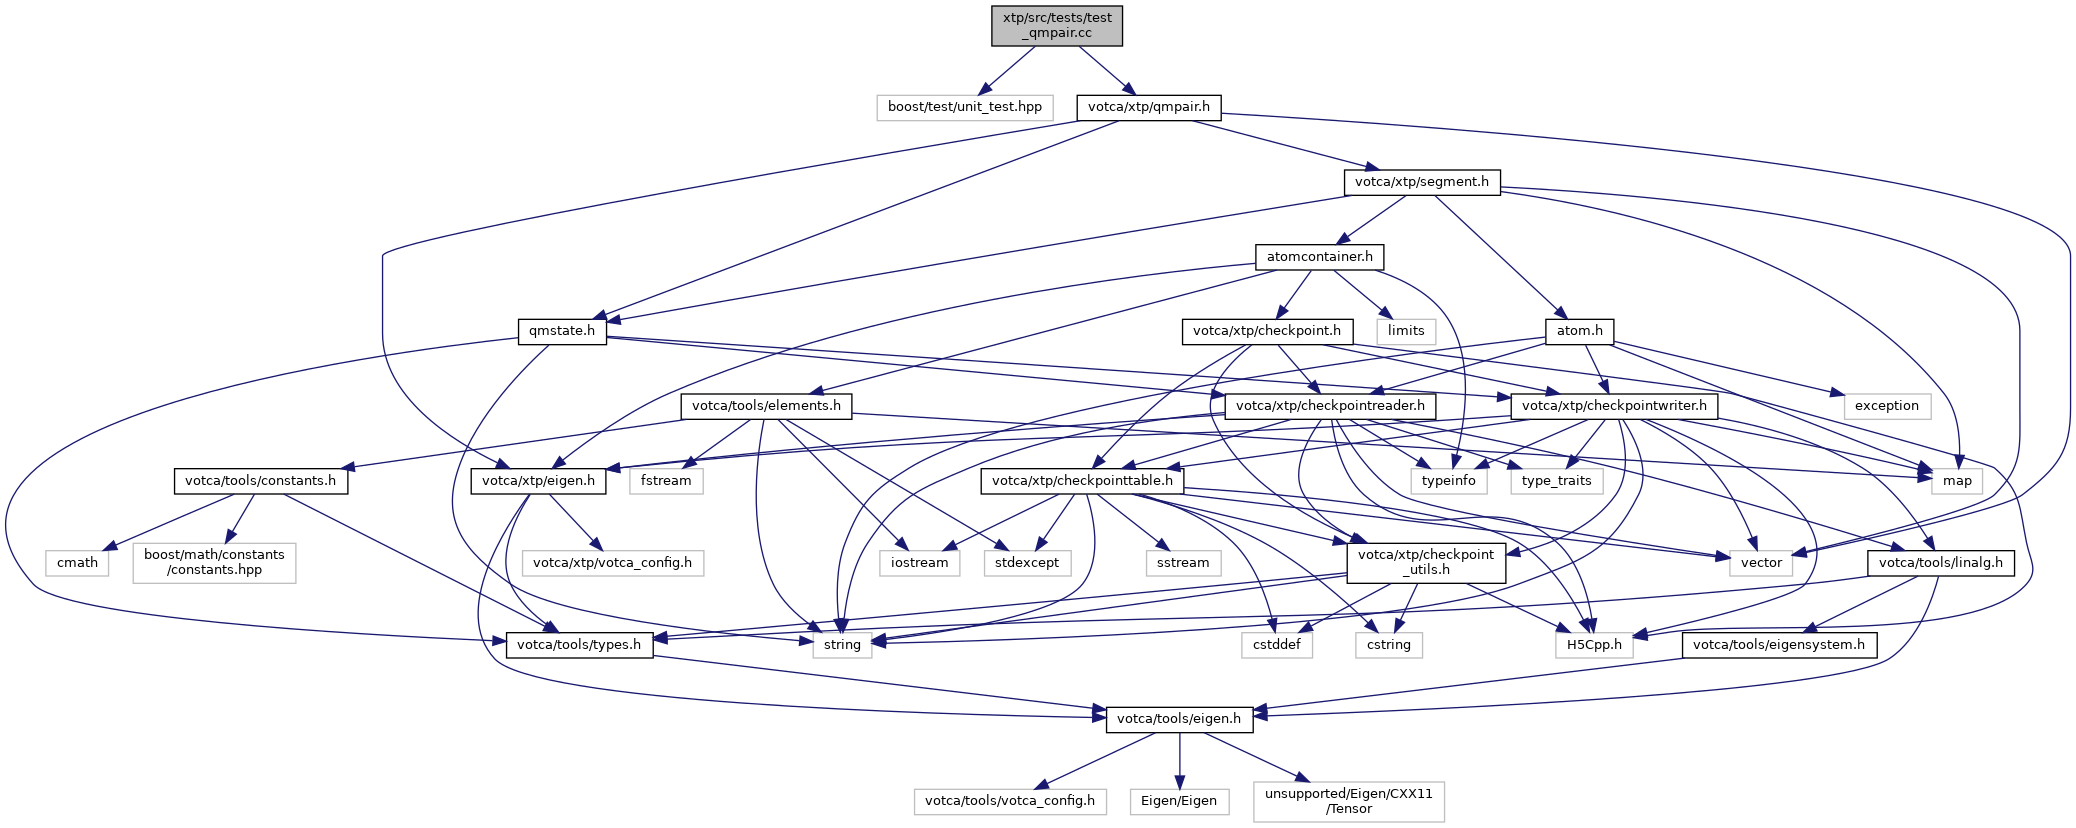 xtp/src/tests/test
_qmpair.cc
boost/test/unit_test.hpp
votca/xtp/qmpair.h
votca/xtp/segment.h
atomcontainer.h
qmstate.h
votca/xtp/checkpoint.h
limits
atom.h
votca/tools/elements.h
votca/xtp/checkpointreader.h
votca/xtp/checkpointwriter.h
exception
votca/tools/constants.h
votca/xtp/eigen.h
fstream
votca/xtp/checkpointtable.h
typeinfo
type_traits
map
cmath
boost/math/constants
/constants.hpp
votca/xtp/votca_config.h
iostream
stdexcept
sstream
votca/xtp/checkpoint
_utils.h
vector
votca/tools/linalg.h
votca/tools/types.h
string
cstddef
cstring
H5Cpp.h
votca/tools/eigensystem.h
votca/tools/eigen.h
votca/tools/votca_config.h
Eigen/Eigen
unsupported/Eigen/CXX11
/Tensor